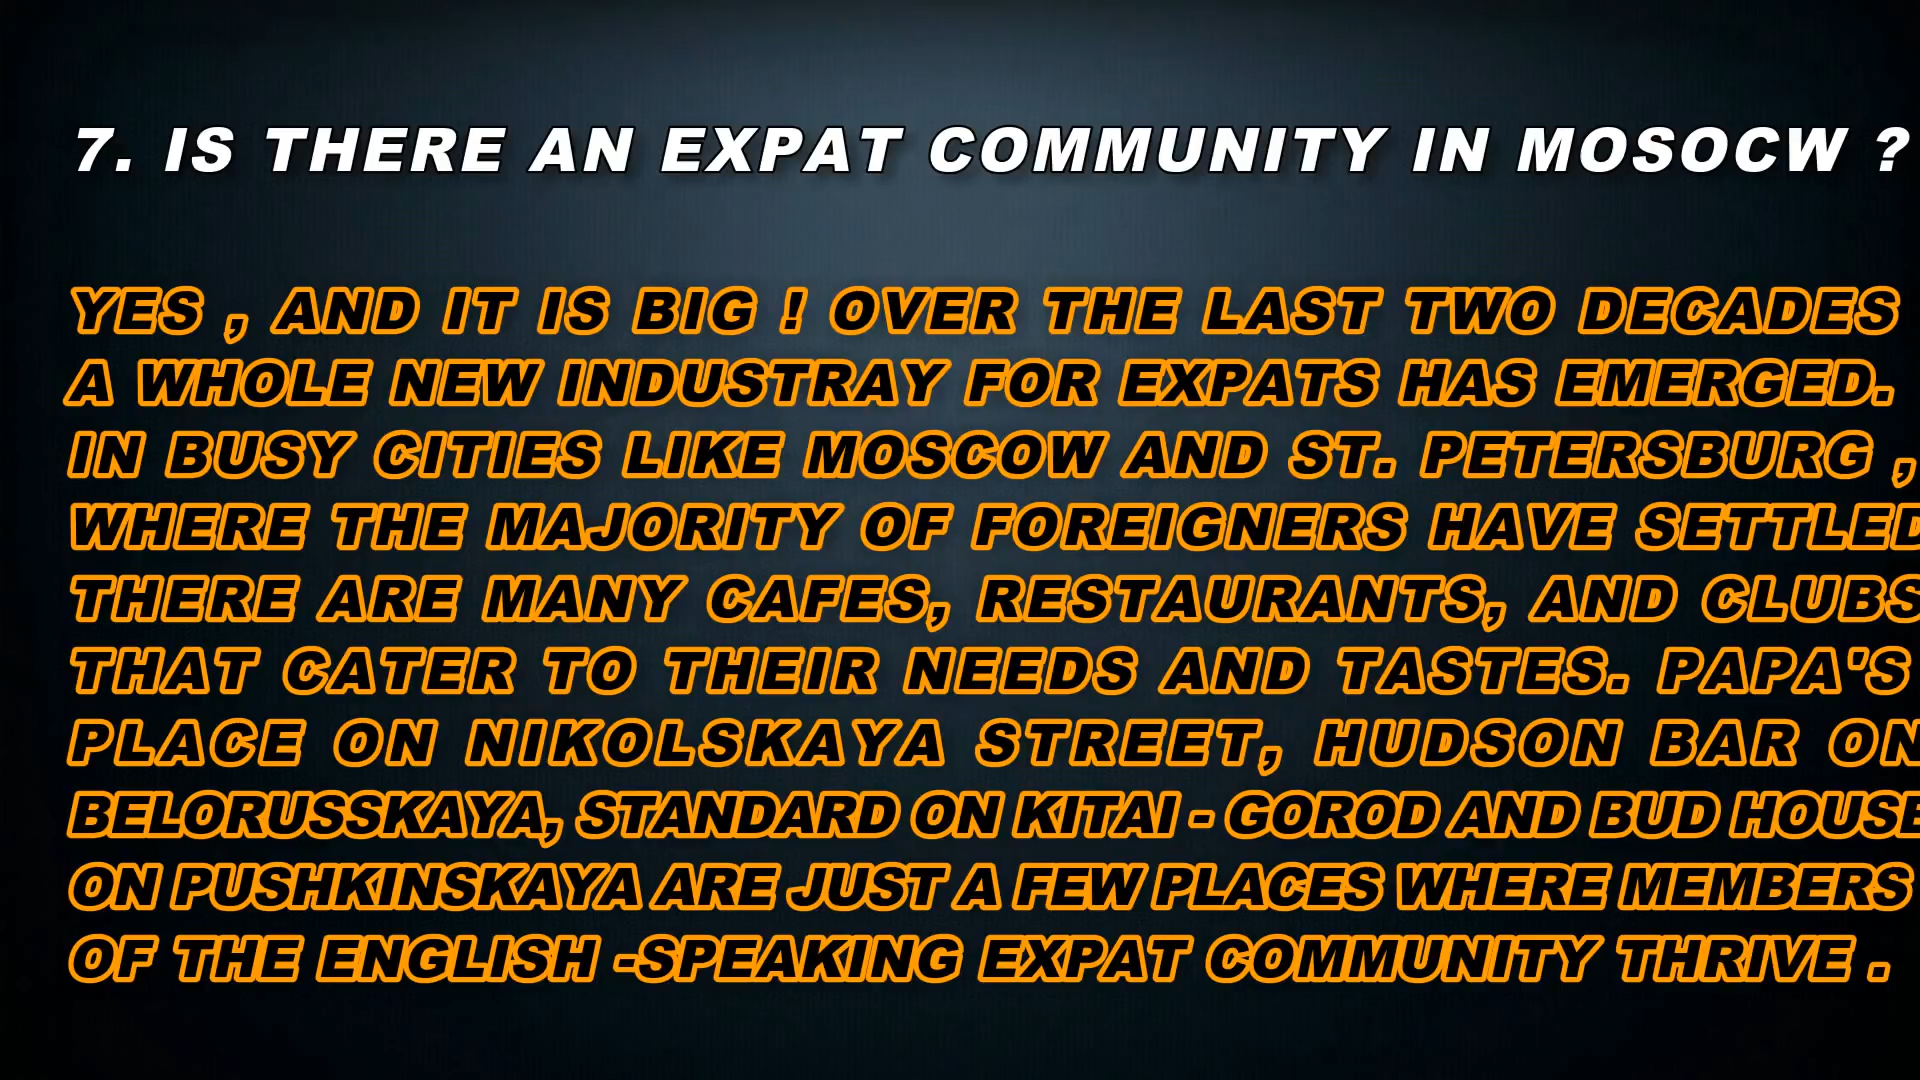 7. IS THERE AN EXPAT COMMUNITY IN MOSOCW ?
YES , AND IT IS BIG ! OVER THE LAST TWO DECADES
A WHOLE NEW INDUSTRAY FOR EXPATS HAS EMERGED.
IN BUSY CITIES LIKE MOSCOW AND ST. PETERSBURG ,
WHERE THE MAJORITY OF FOREIGNERS HAVE SETTLED
THERE ARE MANY CAFES, RESTAURANTS, AND CLUBS
THAT CATER TO THEIR NEEDS AND TASTES. PAPA'S
PLACE ON NIKOLSKAYA STREET, HUDSON BAR ON
BELORUSSKAYA, STANDARD ON KITAI - GOROD AND BUD HOUSE
ON PUSHKINSKAYA ARE JUST A FEW PLACES WHERE MEMBERS
OF THE ENGLISH -SPEAKING EXPAT COMMUNITY THRIVE .